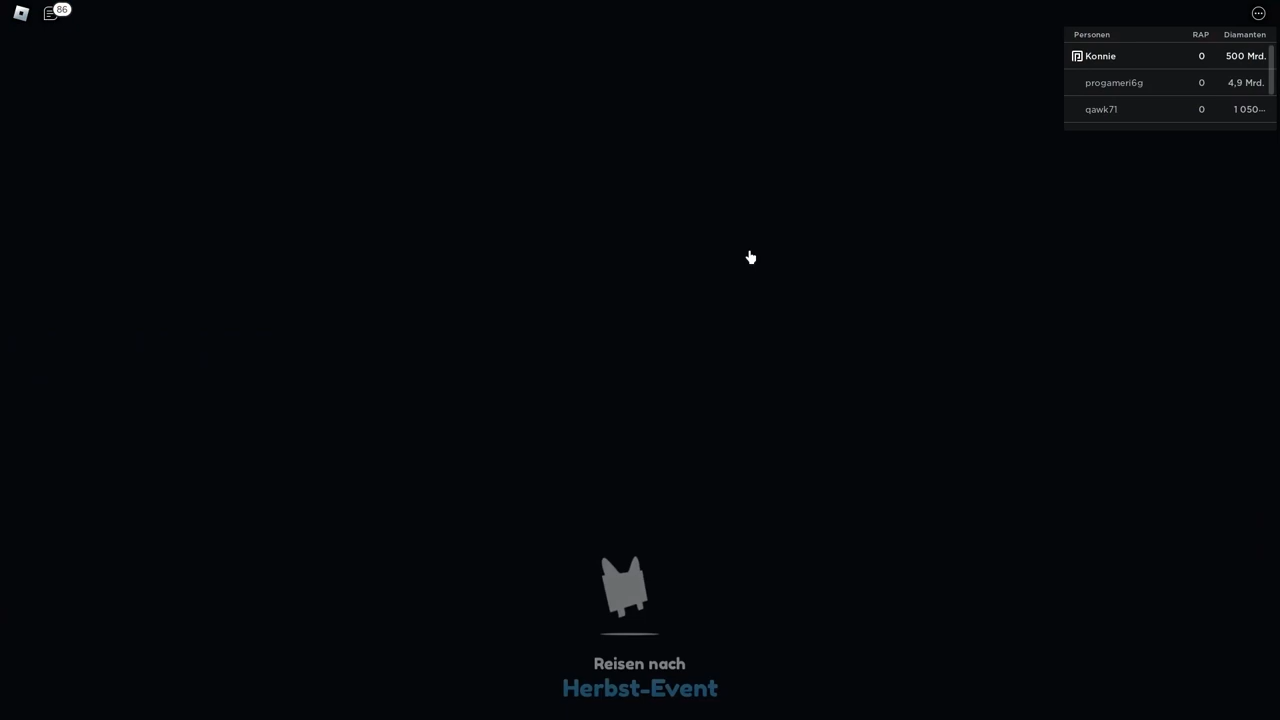 86
Personen RAP Diamanten
Konnie 0 500 Mrd.
progameri6g 0 4,9 Mrd.
qawk71 0 1 050...
Reisen nach
Herbst-Event